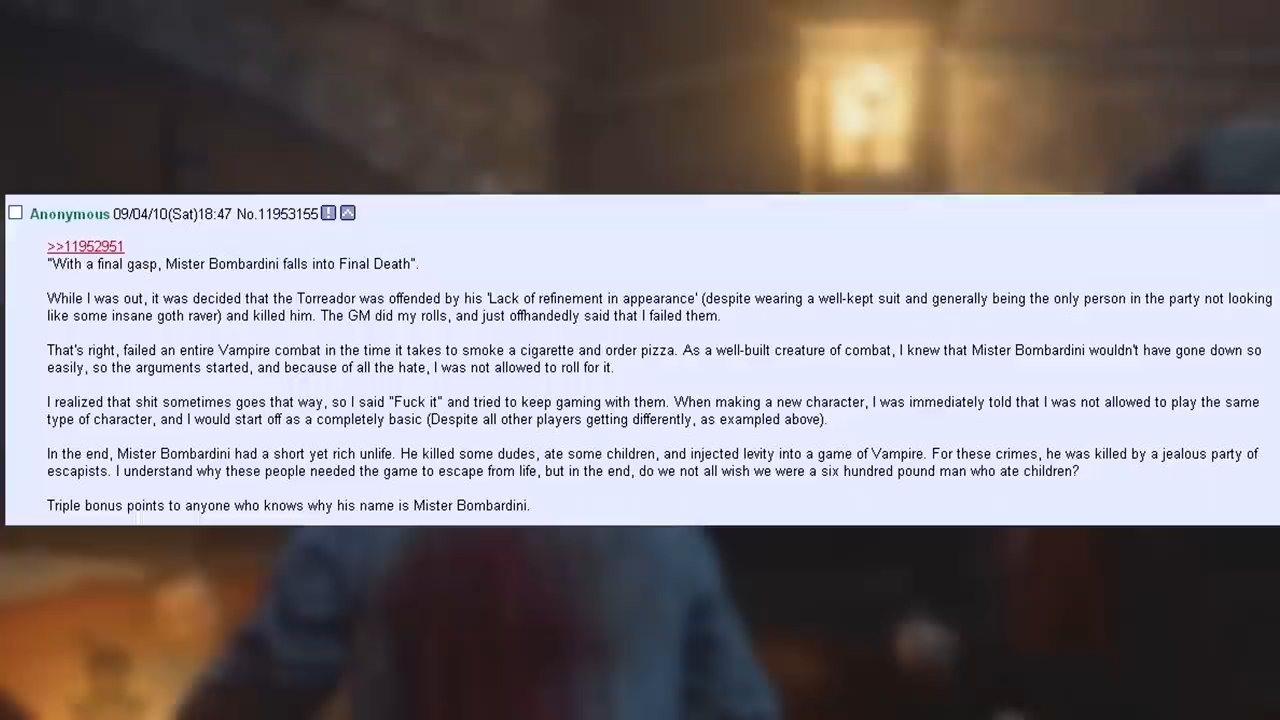 Anonymous 09/04/10(Sat)18:47 No.11953155
>>11952951
"With a final gasp, Mister Bombardini falls into Final Death".
While I was out, it was decided that the Torreador was offended by his 'Lack of refinement in appearance' (despite wearing a well-kept suit and generally being the only person in the party not looking
like some insane goth raver) and killed him. The GM did my rolls, and just offhandedly said that I failed them.
That's right, failed an entire Vampire combat in the time it takes to smoke a cigarette and order pizza. As a well-built creature of combat, I knew that Mister Bombardini wouldn't have gone down so
easily, so the arguments started, and because of all the hate, I was not allowed to roll for it.
I realized that shit sometimes goes that way, so I said "Fuck it" and tried to keep gaming with them. When making a new character, I was immediately told that I was not allowed to play the same
type of character, and I would start off as a completely basic (Despite all other players getting differently, as exampled above).
In the end, Mister Bombardini had a short yet rich unlife. He killed some dudes, ate some children, and injected levity into a game of Vampire. For these crimes, he was killed by a jealous party of
escapists. I understand why these people needed the game to escape from life, but in the end, do we not all wish we were a six hundred pound man who ate children?
Triple bonus points to anyone who knows why his name is Mister Bombardini.